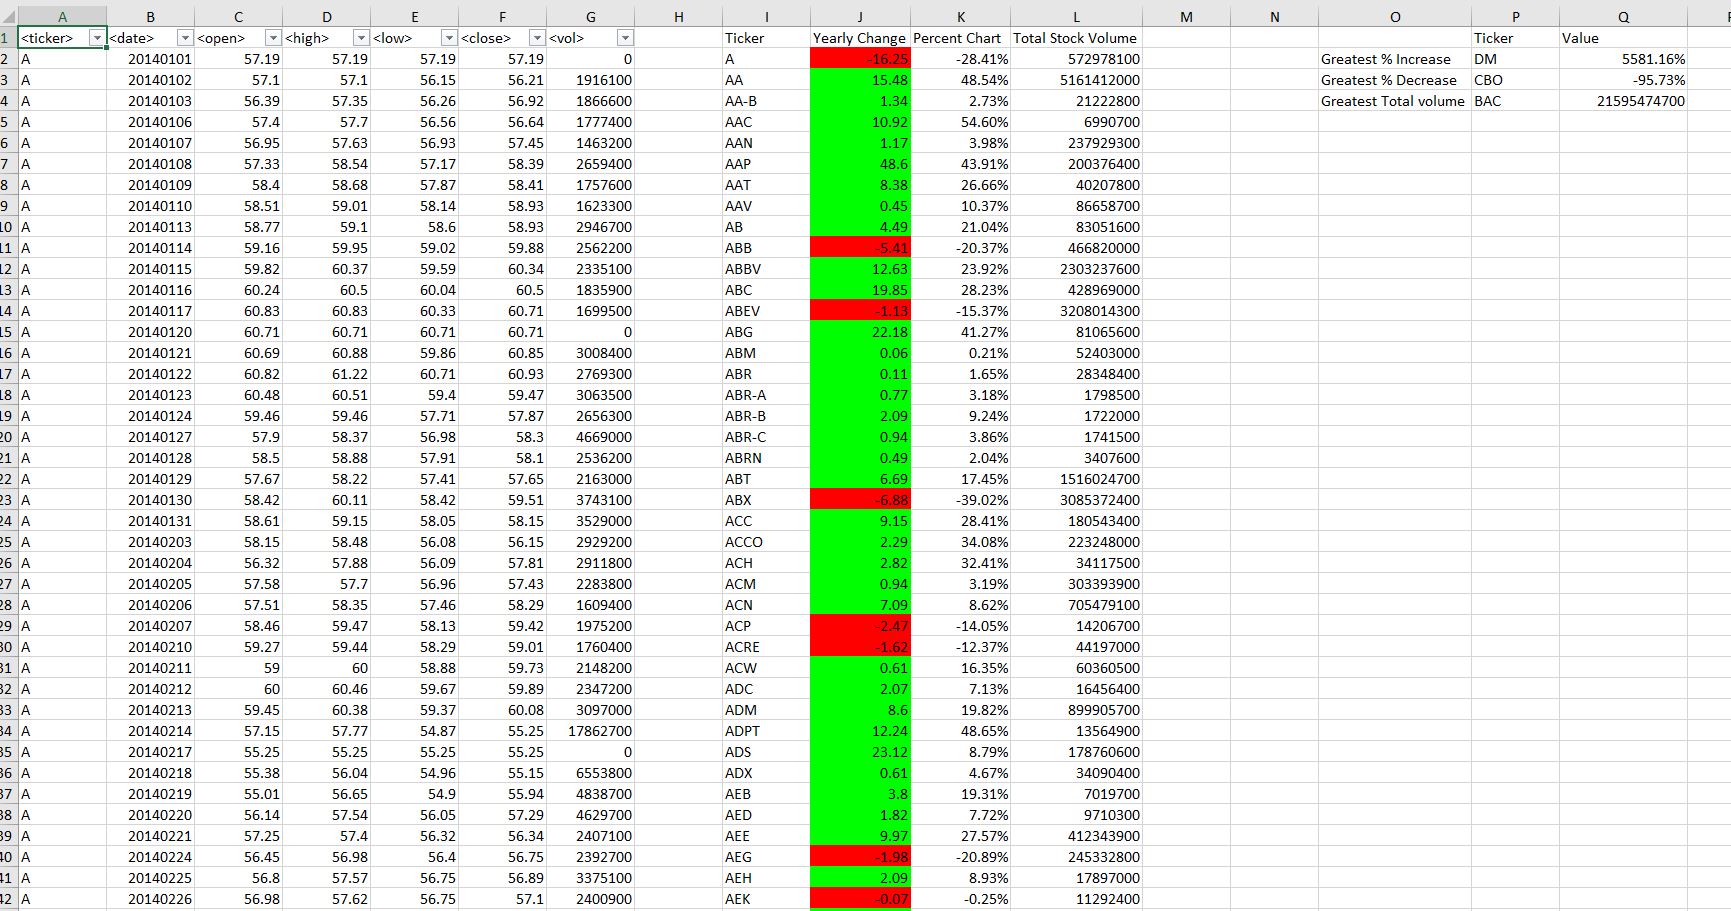 A B C D E F G H I J K L M N O P Q
1 <ticker> <date> <open> <high> <low> <close> <vol> Ticker Yearly Change Percent Chart Total Stock Volume Ticker Value
2 A 20140101 57.19 57.19 57.19 57.19 0 A -16.25 -28.41% 572978100 Greatest % Increase DM 5581.16%
3 A 20140102 57.1 57.1 56.15 56.21 1916100 AA 15.48 48.54% 5161412000 Greatest % Decrease CBO -95.73%
4 A 20140103 56.39 57.35 56.26 56.92 1866600 AA-B 1.34 2.73% 21222800 Greatest Total volume BAC 21595474700
5 A 20140106 57.4 57.7 56.56 56.64 1777400 AAC 10.92 54.60% 6990700
6 A 20140107 56.95 57.63 56.93 57.45 1463200 AAN 1.17 3.98% 237929300
7 A 20140108 57.33 58.54 57.17 58.39 2659400 AAP 48.6 43.91% 200376400
8 A 20140109 58.4 58.68 57.87 58.41 1757600 AAT 8.38 26.66% 40207800
9 A 20140110 58.51 59.01 58.14 58.93 1623300 AAV 0.45 10.37% 86658700
10 A 20140113 58.77 59.1 58.6 58.93 2946700 AB 4.49 21.04% 83051600
11 A 20140114 59.16 59.95 59.02 59.88 2562200 ABB -5.41 -20.37% 466820000
12 A 20140115 59.82 60.37 59.59 60.34 2335100 ABBV 12.63 23.92% 2303237600
13 A 20140116 60.24 60.5 60.04 60.5 1835900 ABC 19.85 28.23% 428969000
14 A 20140117 60.83 60.83 60.33 60.71 1699500 ABEV -1.13 -15.37% 3208014300
15 A 20140120 60.71 60.71 60.71 60.71 0 ABG 22.18 41.27% 81065600
16 A 20140121 60.69 60.88 59.86 60.85 3008400 ABM 0.06 0.21% 52403000
17 A 20140122 60.82 61.22 60.71 60.93 2769300 ABR 0.11 1.65% 28348400
18 A 20140123 60.48 60.51 59.4 59.47 3063500 ABR-A 0.77 3.18% 1798500
19 A 20140124 59.46 59.46 57.71 57.87 2656300 ABR-B 2.09 9.24% 1722000
20 A 20140127 57.9 58.37 56.98 58.3 4669000 ABR-C 0.94 3.86% 1741500
21 A 20140128 58.5 58.88 57.91 58.1 2536200 ABRN 0.49 2.04% 3407600
22 A 20140129 57.67 58.22 57.41 57.65 2163000 ABT 6.69 17.45% 1516024700
23 A 20140130 58.42 60.11 58.42 59.51 3743100 ABX -6.88 -39.02% 3085372400
24 A 20140131 58.61 59.15 58.05 58.15 3529000 ACC 9.15 28.41% 180543400
25 A 20140203 58.15 58.48 56.08 56.15 2929200 ACCO 2.29 34.08% 223248000
26 A 20140204 56.32 57.88 56.09 57.81 2911800 ACH 2.82 32.41% 34117500
27 A 20140205 57.58 57.7 56.96 57.43 2283800 ACM 0.94 3.19% 303393900
28 A 20140206 57.51 58.35 57.46 58.29 1609400 ACN 7.09 8.62% 705479100
29 A 20140207 58.46 59.47 58.13 59.42 1975200 ACP -2.47 -14.05% 14206700
30 A 20140210 59.27 59.44 58.29 59.01 1760400 ACRE -1.62 -12.37% 44197000
31 A 20140211 59 60 58.88 59.73 2148200 ACW 0.61 16.35% 60360500
32 A 20140212 60 60.46 59.67 59.89 2347200 ADC 2.07 7.13% 16456400
33 A 20140213 59.45 60.38 59.37 60.08 3097000 ADM 8.6 19.82% 899905700
34 A 20140214 57.15 57.77 54.87 55.25 17862700 ADPT 12.24 48.65% 13564900
35 A 20140217 55.25 55.25 55.25 55.25 0 ADS 23.12 8.79% 178760600
36 A 20140218 55.38 56.04 54.96 55.15 6553800 ADX 0.61 4.67% 34090400
37 A 20140219 55.01 56.65 54.9 55.94 4838700 AEB 3.8 19.31% 7019700
38 A 20140220 56.14 57.54 56.05 57.29 4629700 AED 1.82 7.72% 9710300
39 A 20140221 57.25 57.4 56.32 56.34 2407100 AEE 9.97 27.57% 412343900
40 A 20140224 56.45 56.98 56.4 56.75 2392700 AEG -1.98 -20.89% 245332800
41 A 20140225 56.8 57.57 56.75 56.89 3375100 AEH 2.09 8.93% 17897000
42 A 20140226 56.98 57.62 56.75 57.1 2400900 AEK -0.07 -0.25% 11292400